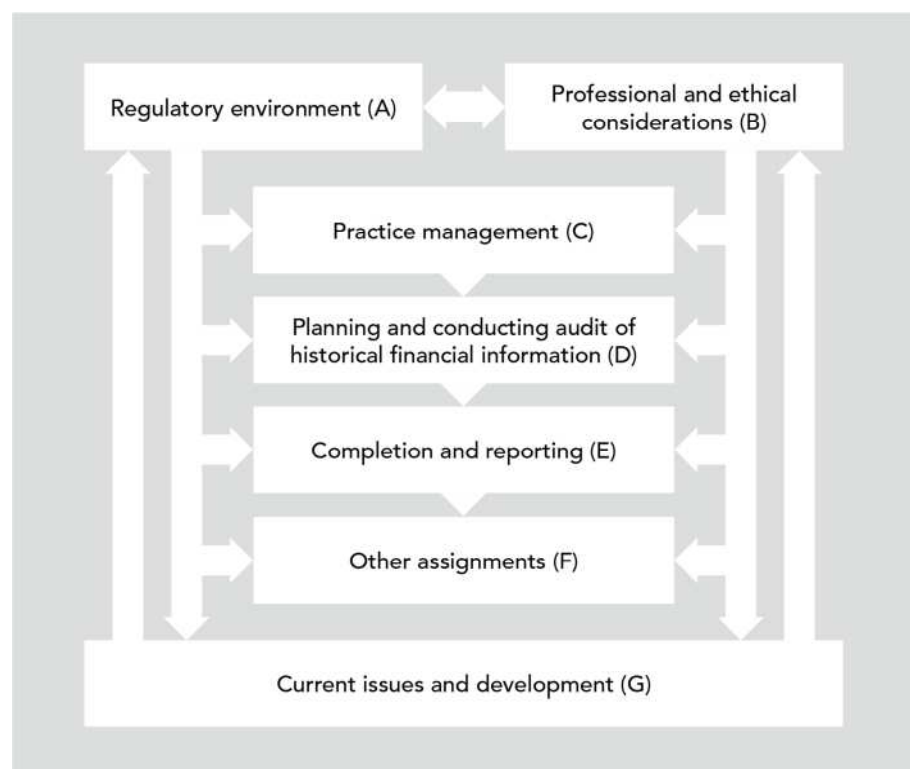 Regulatory environment (A)
Professional and ethical
considerations (B)
Practice management (C)
Planning and conducting audit of
historical financial information (D)
Completion and reporting (E)
Other assignments (F)
Current issues and development (G)